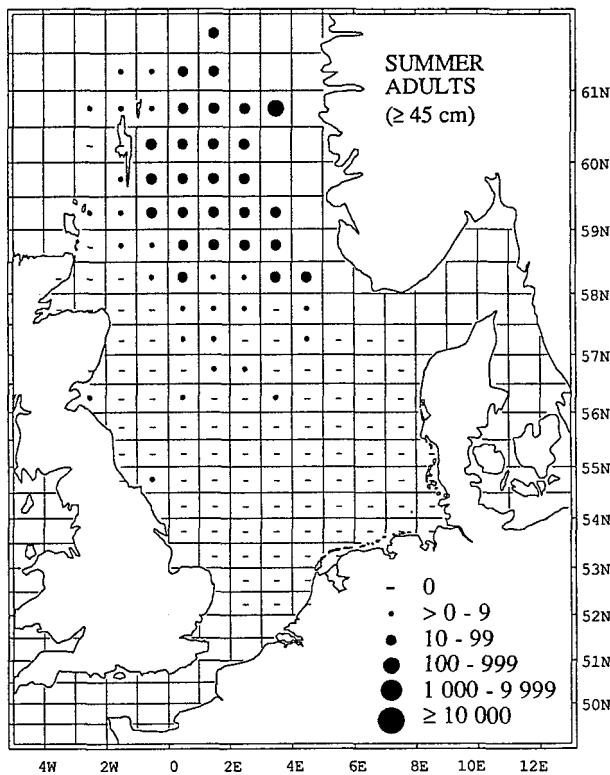 SUMMER
ADULTS
(≥ 45 cm)
61N
60N
59N
58N
57N
56N
55N
54N
53N
52N
51N
50N
- 0
> 0 - 9
10 - 99
100 - 999
1 000 - 9 999
≥ 10 000
4W 2W 0 2E 4E 6E 8E 10E 12E